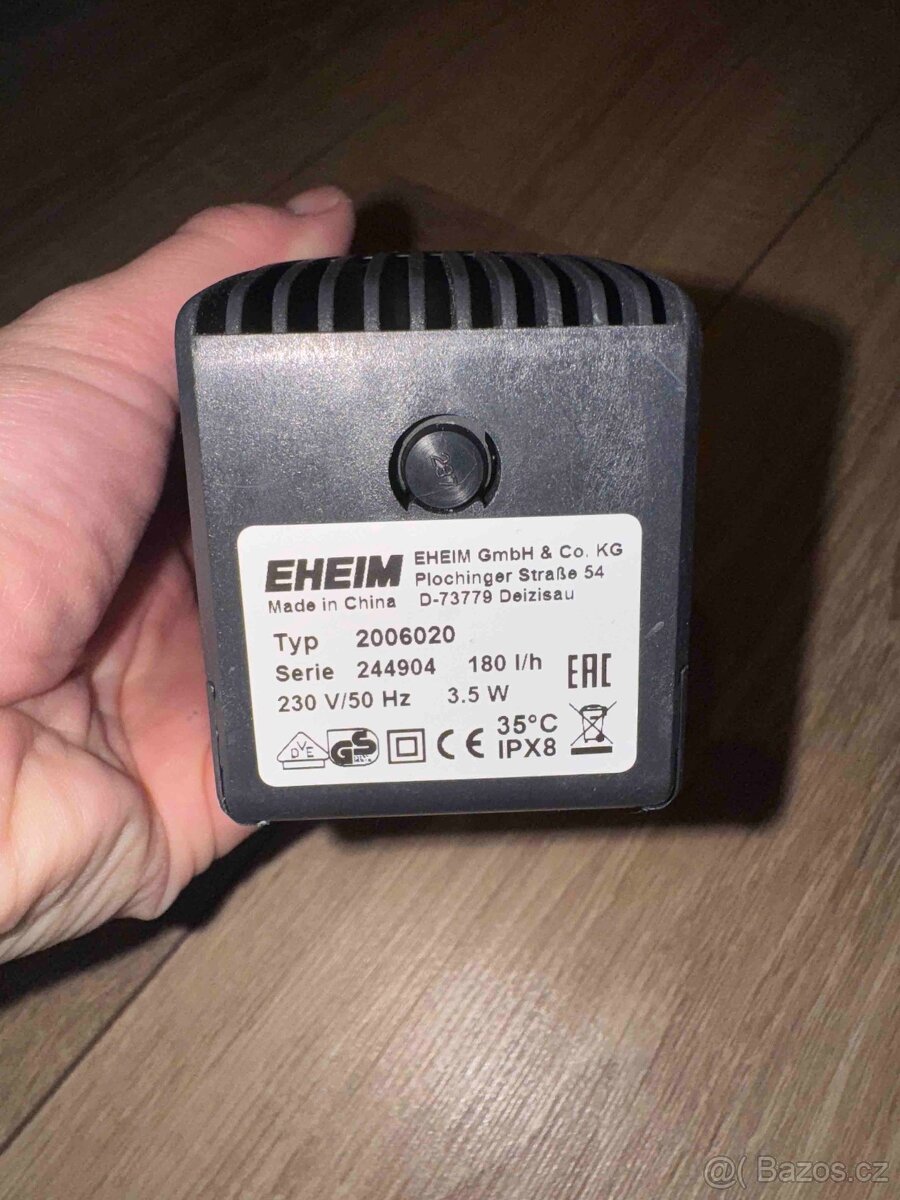 EHEIM EHEIM GmbH & Co. KG
Plochinger Straße 54
Made in China D-73779 Deizisau
Typ 2006020
Serie 244904 180 l/h EAC
230 V/50 Hz 3.5 W
DVE GS CE 35°C
IPX8
@( Bazos.cz